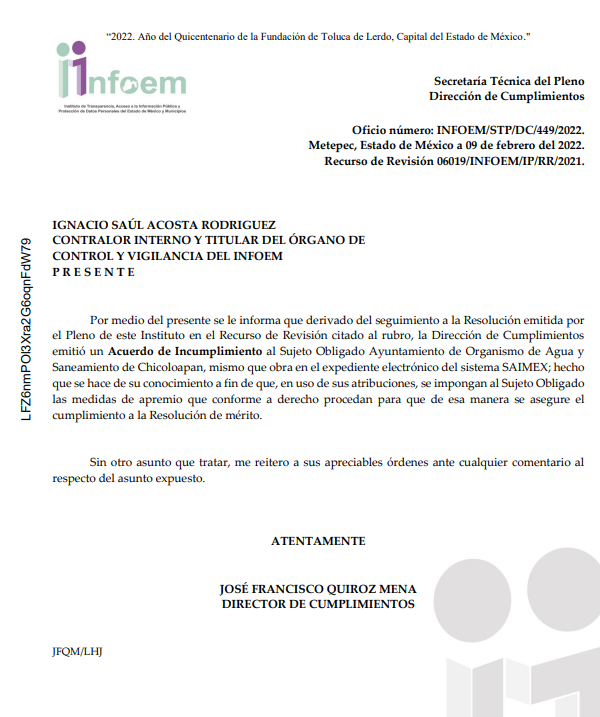 “2022. Año del Quicentenario de la Fundación de Toluca de Lerdo, Capital del Estado de México."
infoem
Instituto de Transparencia, Acceso a la Información Pública y
Protección de Datos Personales del Estado de México y Municipios
Secretaría Técnica del Pleno
Dirección de Cumplimientos
Oficio número: INFOEM/STP/DC/449/2022.
Metepec, Estado de México a 09 de febrero del 2022.
Recurso de Revisión 06019/INFOEM/IP/RR/2021.
IGNACIO SAÚL ACOSTA RODRIGUEZ
CONTRALOR INTERNO Y TITULAR DEL ÓRGANO DE
CONTROL Y VIGILANCIA DEL INFOEM
P R E S E N T E
LFZ6nmPOl3Xra2G6oqnFdW79
Por medio del presente se le informa que derivado del seguimiento a la Resolución emitida por
el Pleno de este Instituto en el Recurso de Revisión citado al rubro, la Dirección de Cumplimientos
emitió un Acuerdo de Incumplimiento al Sujeto Obligado Ayuntamiento de Organismo de Agua y
Saneamiento de Chicoloapan, mismo que obra en el expediente electrónico del sistema SAIMEX; hecho
que se hace de su conocimiento a fin de que, en uso de sus atribuciones, se impongan al Sujeto Obligado
las medidas de apremio que conforme a derecho procedan para que de esa manera se asegure el
cumplimiento a la Resolución de mérito.
Sin otro asunto que tratar, me reitero a sus apreciables órdenes ante cualquier comentario al
respecto del asunto expuesto.
ATENTAMENTE
JOSÉ FRANCISCO QUIROZ MENA
DIRECTOR DE CUMPLIMIENTOS
JFQM/LHJ